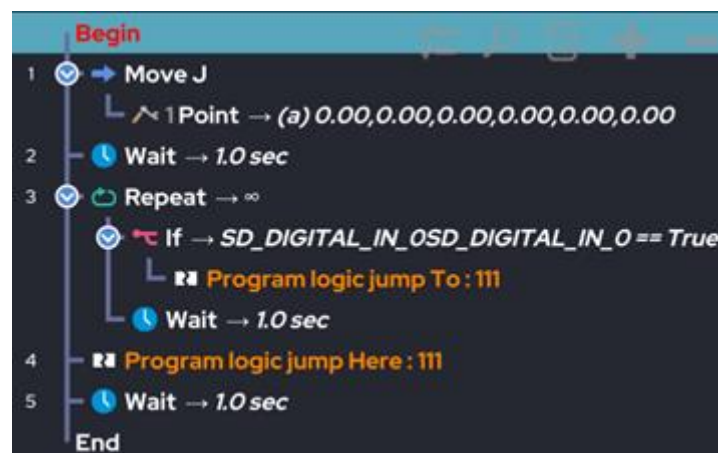 Begin
1 Move J
1 Point → (a) 0.00,0.00,0.00,0.00,0.00,0.00
2 Wait → 1.0 sec
3 Repeat → ∞
If → SD_DIGITAL_IN_0SD_DIGITAL_IN_0 == True
Program logic jump To : 111
Wait → 1.0 sec
4 Program logic jump Here : 111
5 Wait → 1.0 sec
End